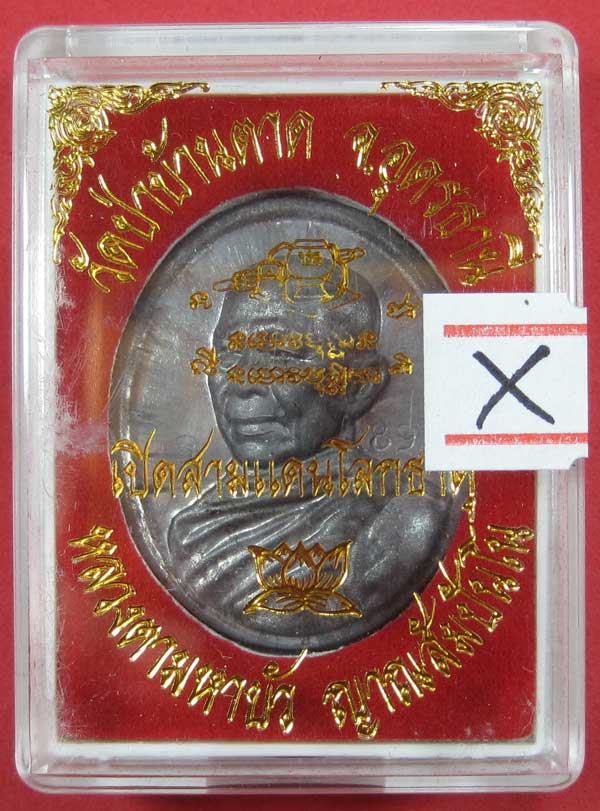 วัดป่าบ้านตาด จ.อุดรธานี
เปิดสามแดนโลกธาตุ
หลวงตามหาบัว ญาณสัมปันโน
X